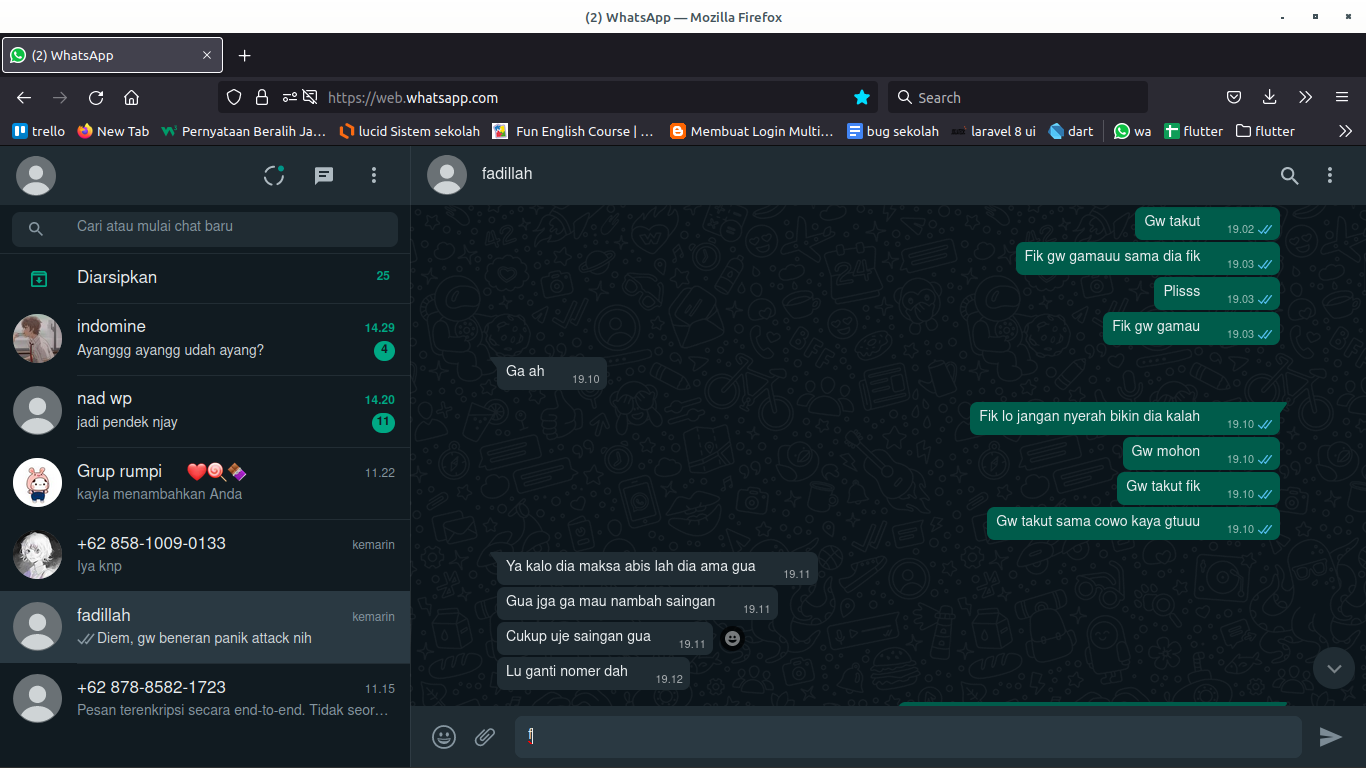 (2) WhatsApp — Mozilla Firefox
(2) WhatsApp
https://web.whatsapp.com
Search
trello
New Tab
Pernyataan Beralih Ja…
lucid Sistem sekolah
Fun English Course | …
Membuat Login Multi…
bug sekolah
laravel 8 ui
dart
wa
flutter
flutter
fadillah
Cari atau mulai chat baru
Diarsipkan 25
indomine 14.29
Ayanggg ayangg udah ayang? 4
nad wp 14.20
jadi pendek njay 11
Grup rumpi 11.22
kayla menambahkan Anda
+62 858-1009-0133 kemarin
Iya knp
fadillah kemarin
Diem, gw beneran panik attack nih
+62 878-8582-1723 11.15
Pesan terenkripsi secara end-to-end. Tidak seor…
Gw takut 19.02
Fik gw gamauu sama dia fik 19.03
Plisss 19.03
Fik gw gamau 19.03
Ga ah 19.10
Fik lo jangan nyerah bikin dia kalah 19.10
Gw mohon 19.10
Gw takut fik 19.10
Gw takut sama cowo kaya gtuuu 19.10
Ya kalo dia maksa abis lah dia ama gua 19.11
Gua jga ga mau nambah saingan 19.11
Cukup uje saingan gua 19.11
Lu ganti nomer dah 19.12
f